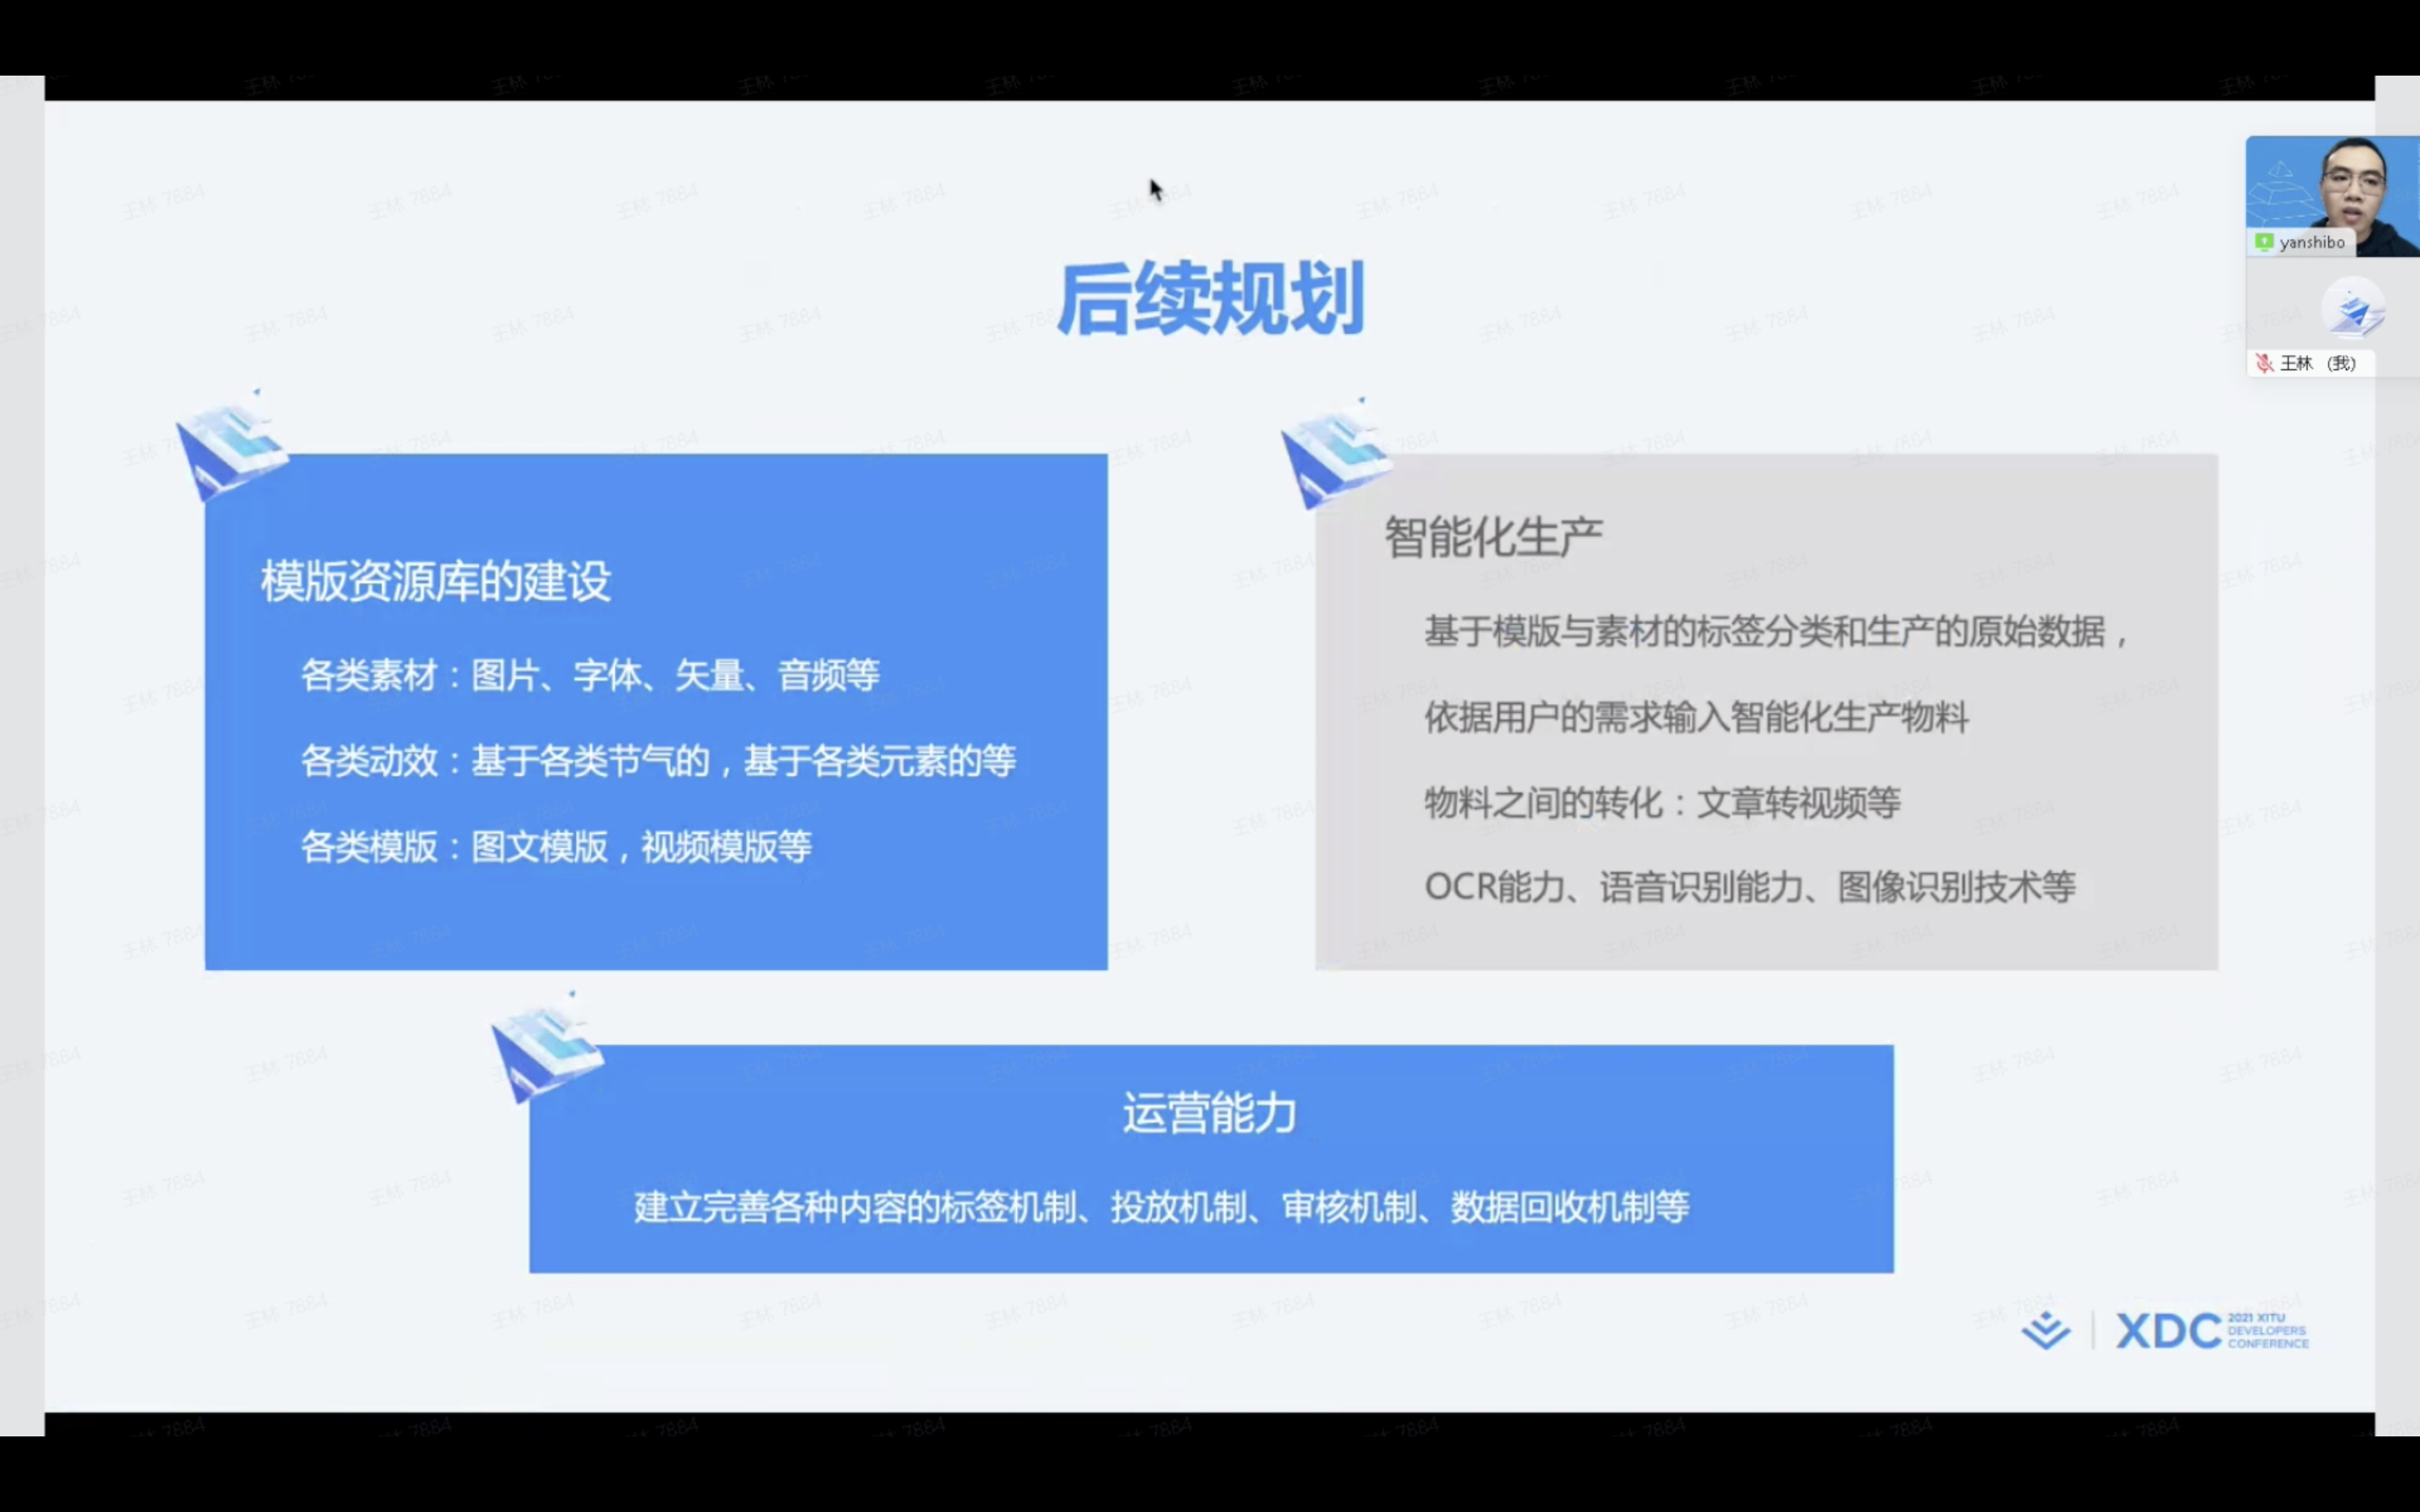 后续规划
yanshibo
王林 (我)
模版资源库的建设
各类素材：图片、字体、矢量、音频等
各类动效：基于各类节气的，基于各类元素的等
各类模版：图文模版，视频模版等
智能化生产
基于模版与素材的标签分类和生产的原始数据，
依据用户的需求输入智能化生产物料
物料之间的转化：文章转视频等
OCR能力、语音识别能力、图像识别技术等
运营能力
建立完善各种内容的标签机制、投放机制、审核机制、数据回收机制等
XDC
2021 XITU
DEVELOPERS
CONFERENCE
王林 7884